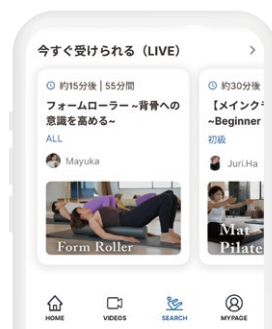 今すぐ受けられる（LIVE）
約15分後 | 55分間
フォームローラー ~背骨への
意識を高める~
ALL
Mayuka
Form Roller
約30分後
【メインク
~Beginner
初級
Juri.Ha
Mat
Pilate
HOME
VIDEOS
SEARCH
MYPAGE